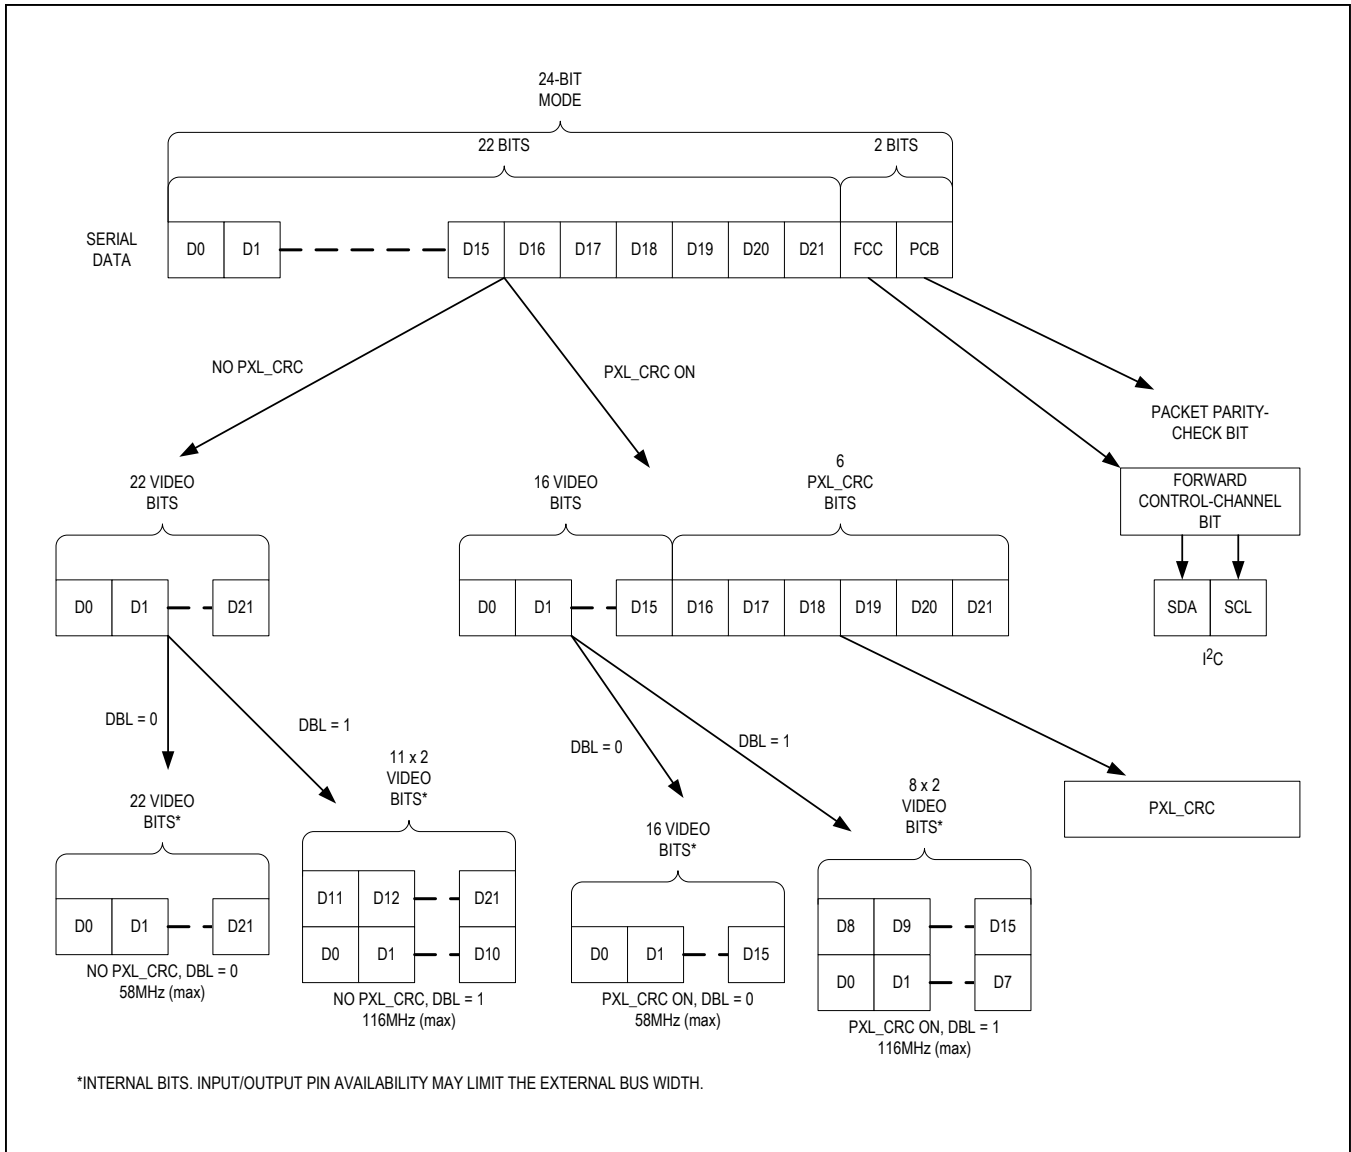 24-BIT
MODE
22 BITS
2 BITS
SERIAL
DATA
D0 D1 D15 D16 D17 D18 D19 D20 D21 FCC PCB
NO PXL_CRC
PXL_CRC ON
PACKET PARITY-
CHECK BIT
22 VIDEO
BITS
16 VIDEO
BITS
6
PXL_CRC
BITS
FORWARD
CONTROL-CHANNEL
BIT
D0 D1 D21
D0 D1 D15 D16 D17 D18 D19 D20 D21
SDA SCL
I²C
DBL = 0
DBL = 1
DBL = 0
DBL = 1
22 VIDEO
BITS*
11 x 2
VIDEO
BITS*
16 VIDEO
BITS*
8 x 2
VIDEO
BITS*
PXL_CRC
D0 D1 D21
NO PXL_CRC, DBL = 0
58MHz (max)
D11 D12 D21
D0 D1 D10
NO PXL_CRC, DBL = 1
116MHz (max)
D0 D1 D15
PXL_CRC ON, DBL = 0
58MHz (max)
D8 D9 D15
D0 D1 D7
PXL_CRC ON, DBL = 1
116MHz (max)
*INTERNAL BITS. INPUT/OUTPUT PIN AVAILABILITY MAY LIMIT THE EXTERNAL BUS WIDTH.